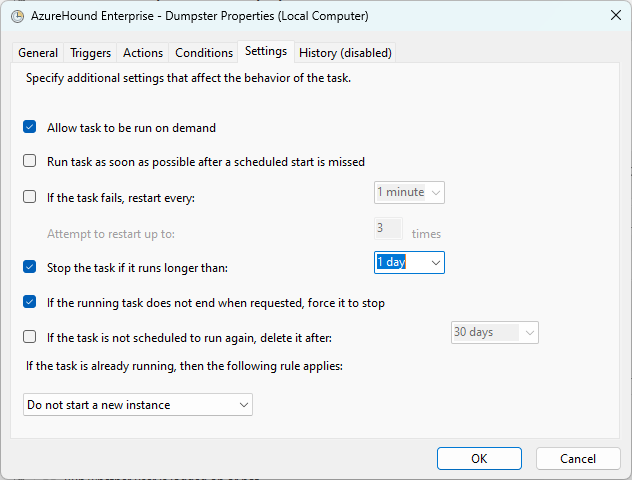 AzureHound Enterprise - Dumpster Properties (Local Computer)
General Triggers Actions Conditions Settings History (disabled)
Specify additional settings that affect the behavior of the task.
Allow task to be run on demand
Run task as soon as possible after a scheduled start is missed
If the task fails, restart every: 1 minute
Attempt to restart up to: 3 times
Stop the task if it runs longer than: 1 day
If the running task does not end when requested, force it to stop
If the task is not scheduled to run again, delete it after: 30 days
If the task is already running, then the following rule applies:
Do not start a new instance
OK Cancel